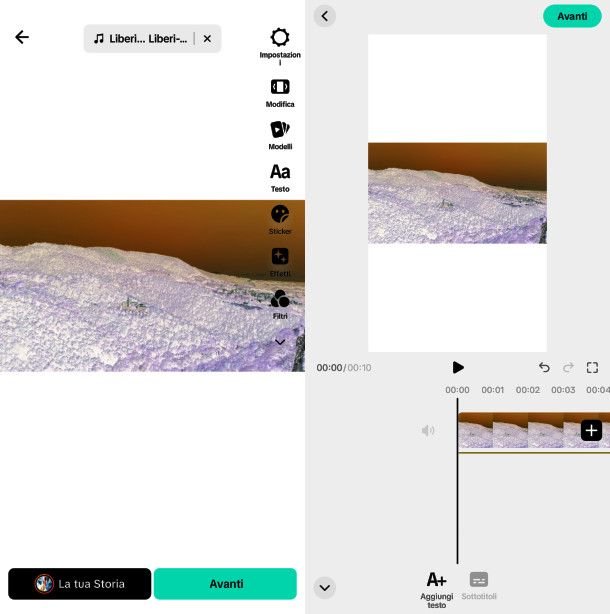 Liberi... Liberi-...
Impostazion
i
Modifica
Modelli
Aa
Testo
Sticker
Effetti
Filtri
La tua Storia
Avanti
Avanti
00:00/00:10
00:00 00:01 00:02 00:03 00:04
A+
Aggiungi
testo
Sottotitoli